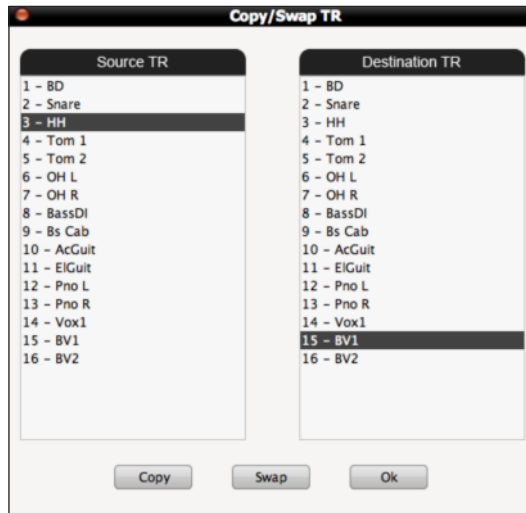 Copy/Swap TR
Source TR
1 - BD
2 - Snare
3 - HH
4 - Tom 1
5 - Tom 2
6 - OH L
7 - OH R
8 - BassDI
9 - Bs Cab
10 - AcGuit
11 - ElGuit
12 - Pno L
13 - Pno R
14 - Vox1
15 - BV1
16 - BV2
Destination TR
1 - BD
2 - Snare
3 - HH
4 - Tom 1
5 - Tom 2
6 - OH L
7 - OH R
8 - BassDI
9 - Bs Cab
10 - AcGuit
11 - ElGuit
12 - Pno L
13 - Pno R
14 - Vox1
15 - BV1
16 - BV2
Copy Swap Ok